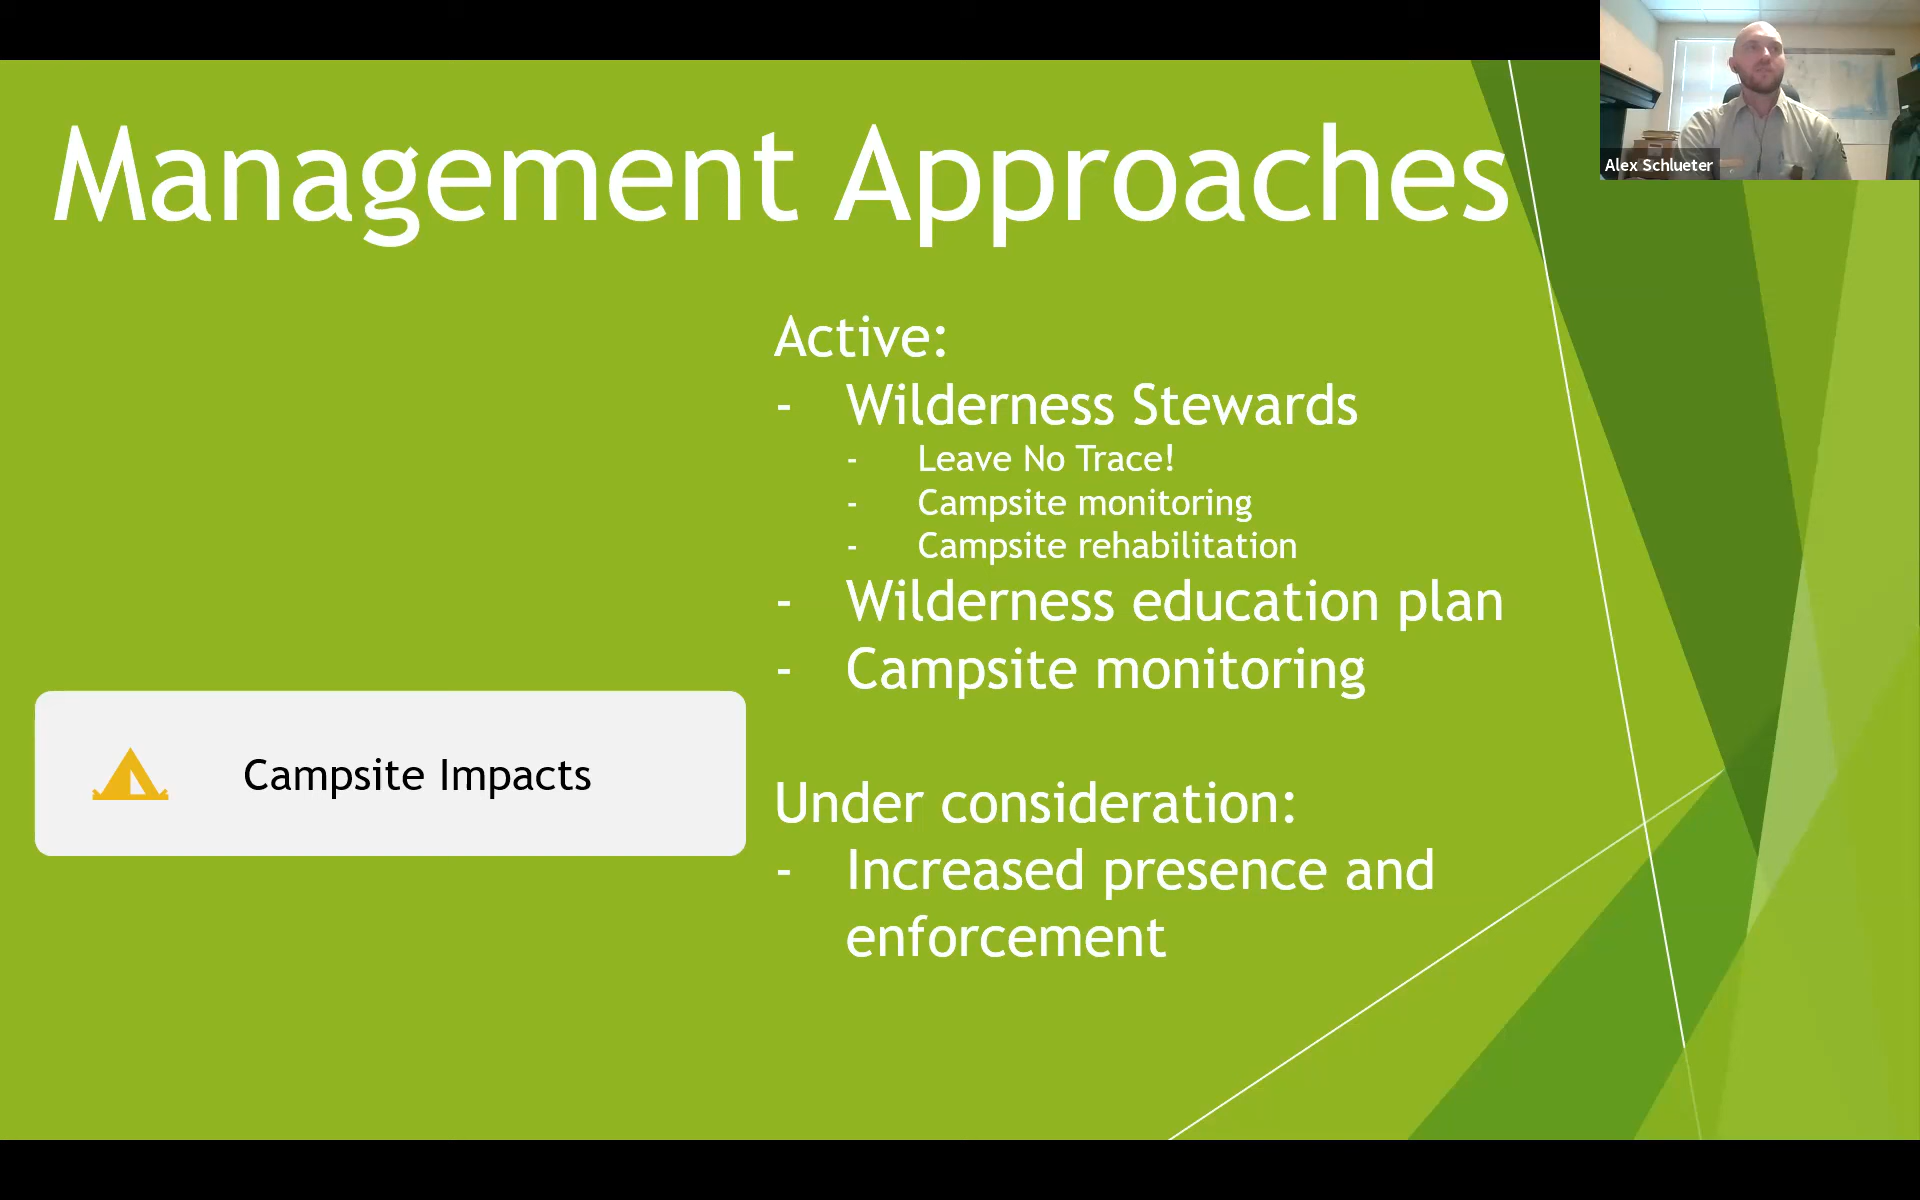 Management Approaches
Alex Schlueter
Active:
- Wilderness Stewards
- Leave No Trace!
- Campsite monitoring
- Campsite rehabilitation
- Wilderness education plan
- Campsite monitoring
Campsite Impacts
Under consideration:
- Increased presence and
enforcement